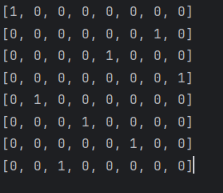 [1, 0, 0, 0, 0, 0, 0, 0]
[0, 0, 0, 0, 0, 0, 1, 0]
[0, 0, 0, 0, 1, 0, 0, 0]
[0, 0, 0, 0, 0, 0, 0, 1]
[0, 1, 0, 0, 0, 0, 0, 0]
[0, 0, 0, 1, 0, 0, 0, 0]
[0, 0, 0, 0, 0, 1, 0, 0]
[0, 0, 1, 0, 0, 0, 0, 0]